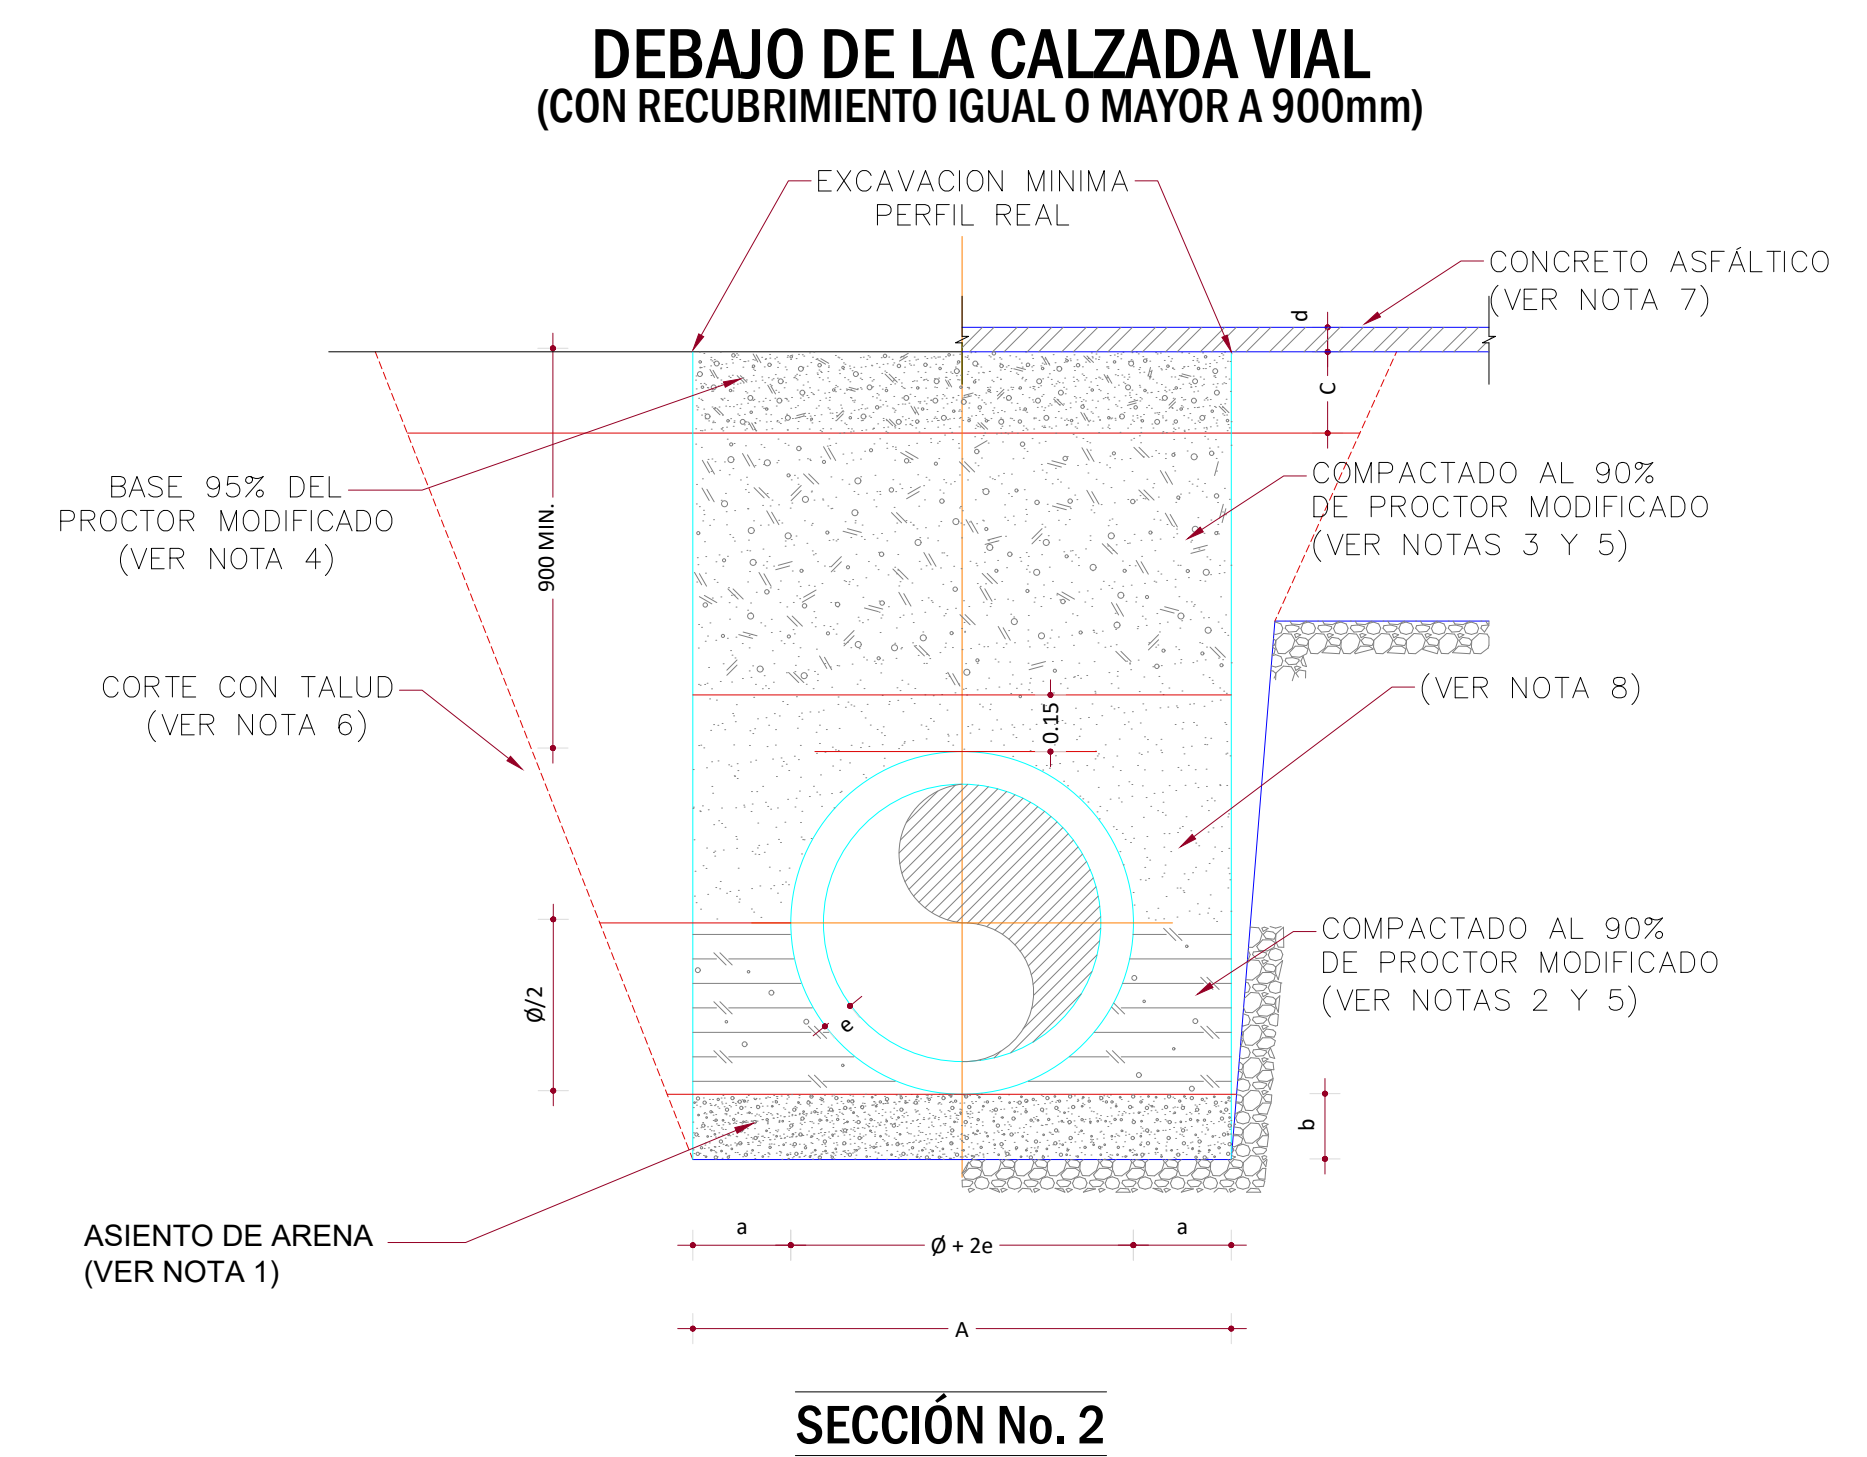 DEBAJO DE LA CALZADA VIAL
(CON RECUBRIMIENTO IGUAL O MAYOR A 900mm)
EXCAVACION MINIMA
PERFIL REAL
CONCRETO ASFÁLTICO
(VER NOTA 7)
d
C
BASE 95% DEL
PROCTOR MODIFICADO
(VER NOTA 4)
900 MIN.
COMPACTADO AL 90%
DE PROCTOR MODIFICADO
(VER NOTAS 3 Y 5)
CORTE CON TALUD
(VER NOTA 6)
(VER NOTA 8)
0.15
COMPACTADO AL 90%
DE PROCTOR MODIFICADO
(VER NOTAS 2 Y 5)
Ø/2
e
b
ASIENTO DE ARENA
(VER NOTA 1)
a
Ø + 2e
a
A
SECCIÓN No. 2